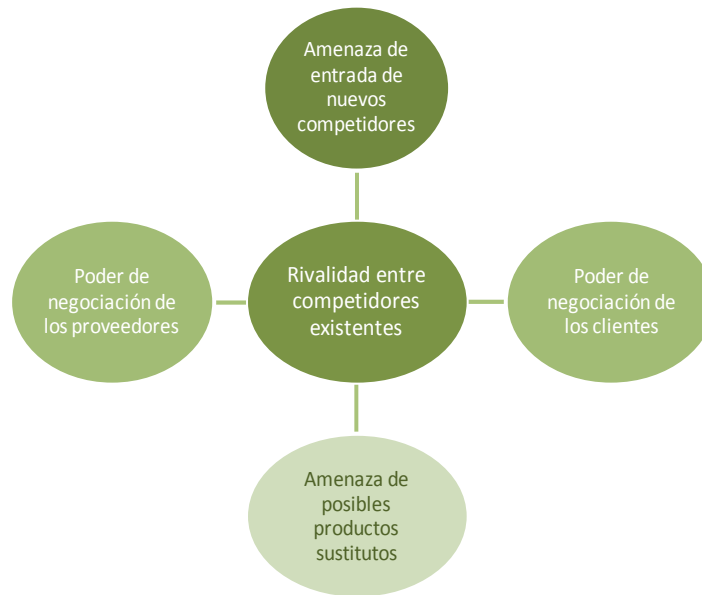 Amenaza de
entrada de
nuevos
competidores
Poder de
negociación de
los proveedores
Rivalidad entre
competidores
existentes
Poder de
negociación de
los clientes
Amenaza de
posibles
productos
sustitutos